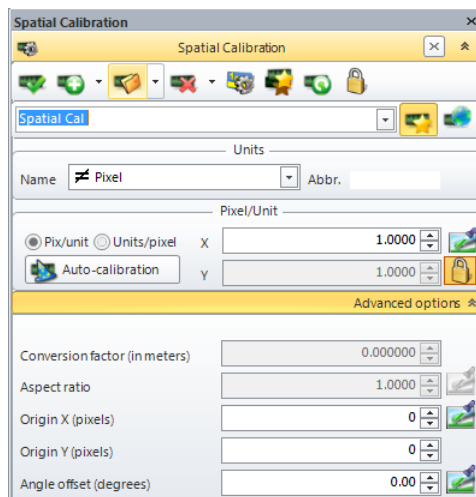 Spatial Calibration
Spatial Calibration
Spatial Cal
Units
Name ≠ Pixel Abbr.
Pixel/Unit
Pix/unit Units/pixel X 1.0000
Auto-calibration Y 1.0000
Advanced options
Conversion factor (in meters) 0.000000
Aspect ratio 1.0000
Origin X (pixels) 0
Origin Y (pixels) 0
Angle offset (degrees) 0.00